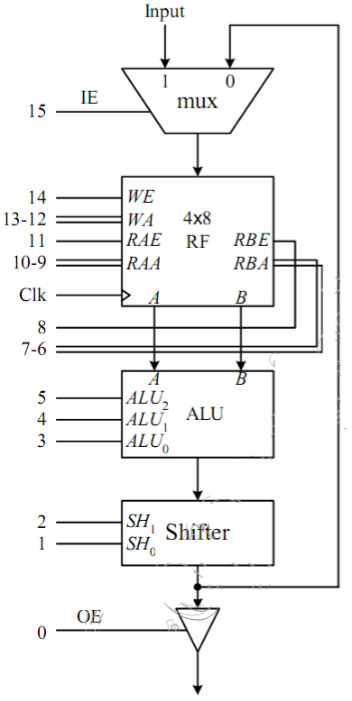 Input
1 0
mux
15 IE
14 WE
13-12 WA
4x8
11 RAE
RF
RBE
10-9 RAA
RBA
Clk
A B
8
7-6
A B
5 ALU2
ALU
4 ALU1
3 ALU0
2 SH1
Shifter
1 SH0
0 OE